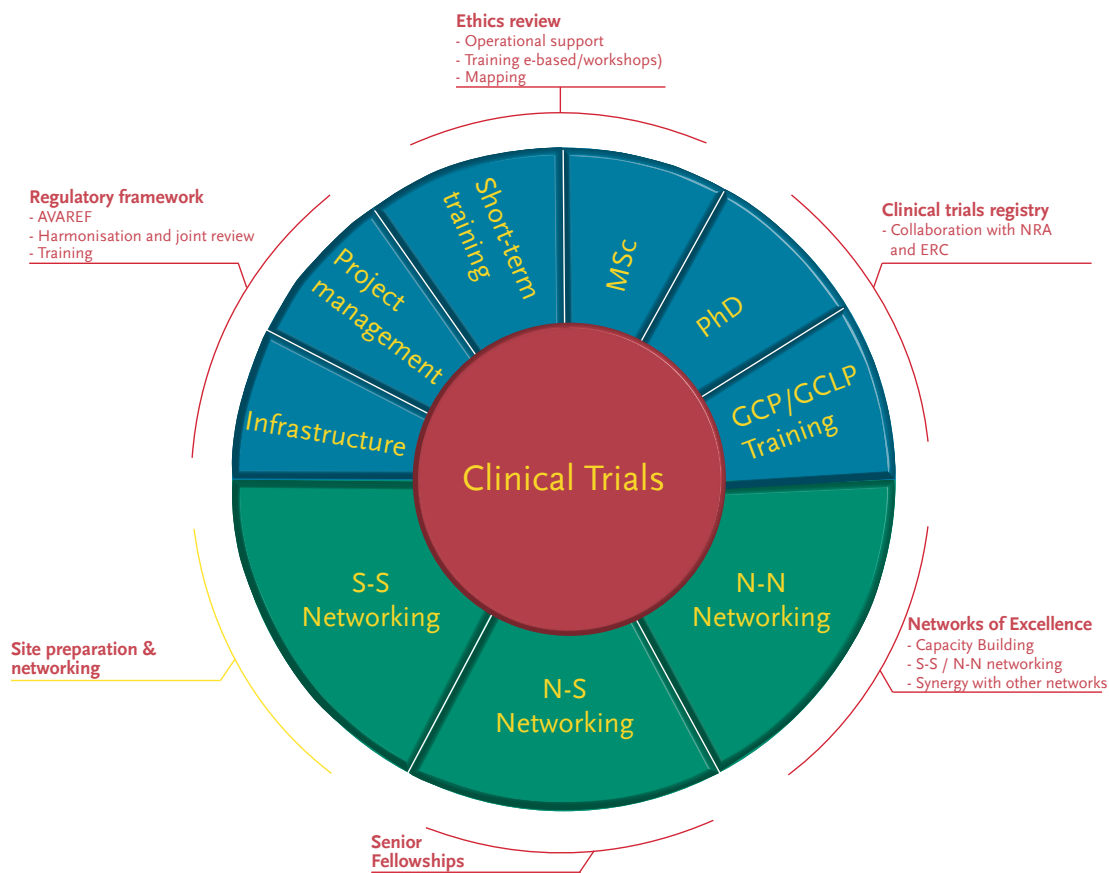 Ethics review
- Operational support
- Training e-based/workshops)
- Mapping
Regulatory framework
- AVAREF
- Harmonisation and joint review
- Training
Clinical trials registry
- Collaboration with NRA
and ERC
Short-term
training
MSc
Project
management
PhD
Infrastructure
GCP/GCLP
Training
Clinical Trials
S-S
Networking
N-N
Networking
N-S
Networking
Site preparation &
networking
Networks of Excellence
- Capacity Building
- S-S / N-N networking
- Synergy with other networks
Senior
Fellowships